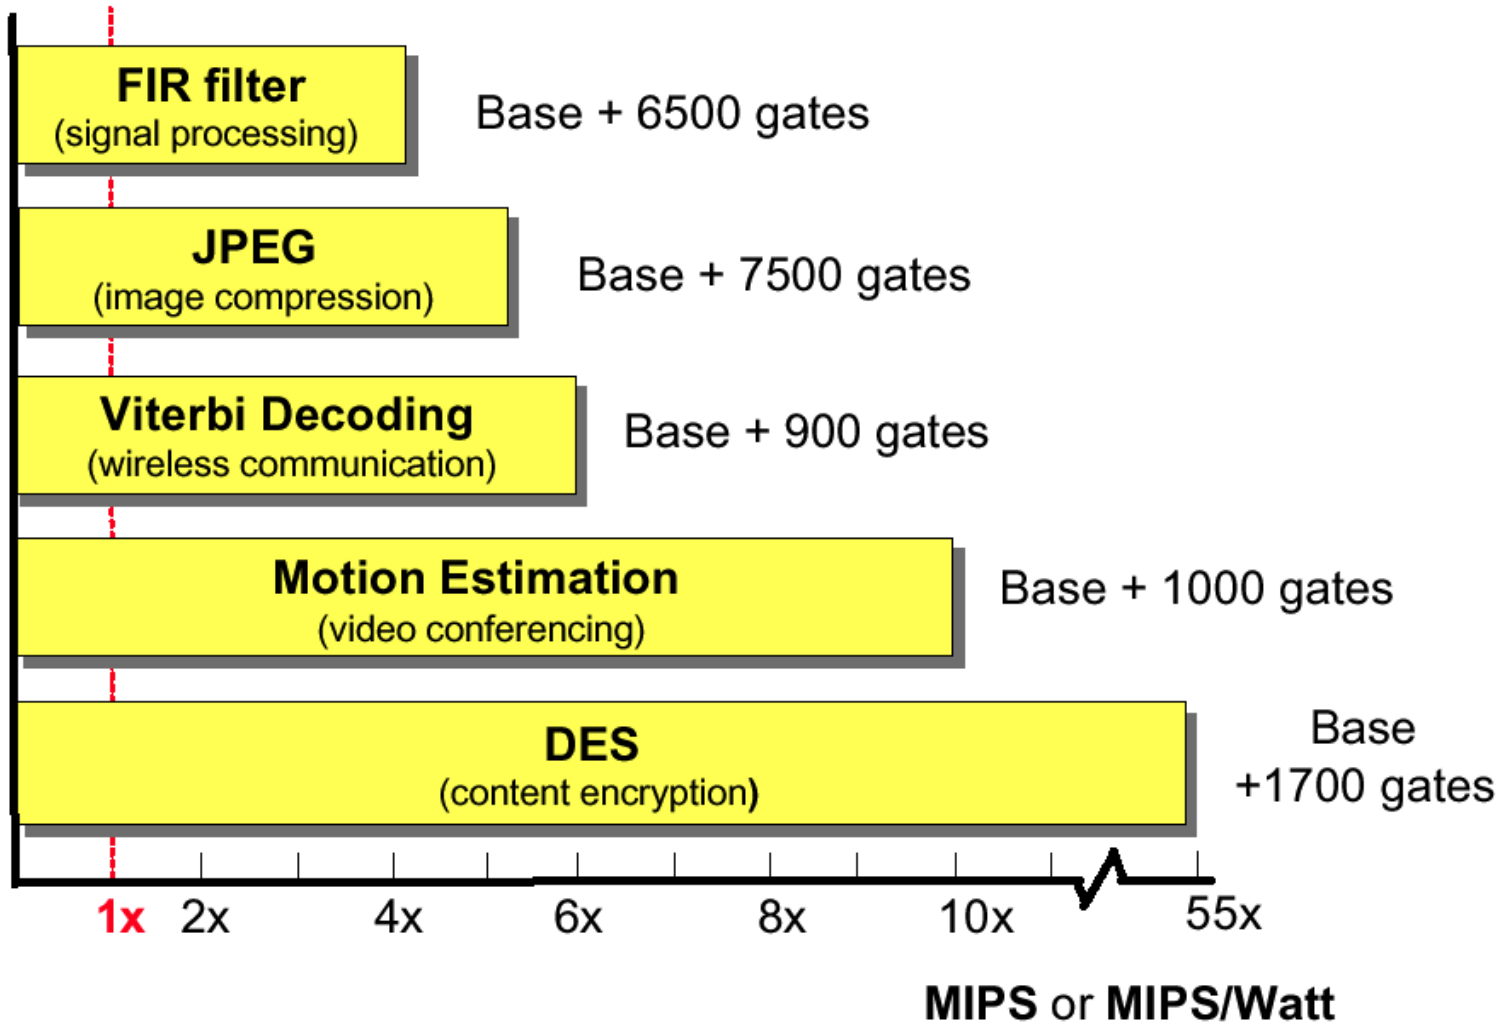 FIR filter
(signal processing)
Base + 6500 gates
JPEG
(image compression)
Base + 7500 gates
Viterbi Decoding
(wireless communication)
Base + 900 gates
Motion Estimation
(video conferencing)
Base + 1000 gates
DES
(content encryption)
Base
+1700 gates
1x 2x 4x 6x 8x 10x 55x
MIPS or MIPS/Watt